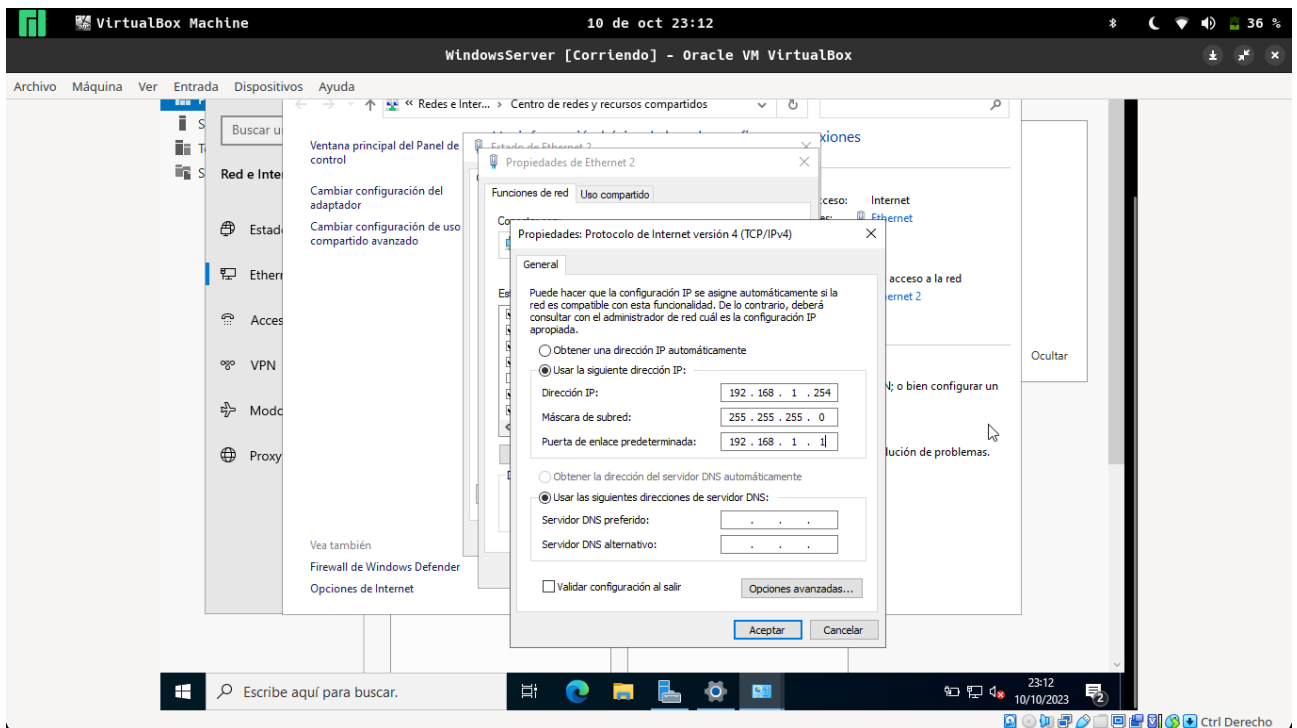 VirtualBox Machine
10 de oct 23:12
36 %
WindowsServer [Corriendo] - Oracle VM VirtualBox
Archivo Máquina Ver Entrada Dispositivos Ayuda
« Redes e Inter... › Centro de redes y recursos compartidos
Buscar
Red e Inte
Estad
Ethern
Acces
VPN
Modo
Proxy
Ventana principal del Panel de
control
Cambiar configuración del
adaptador
Cambiar configuración de uso
compartido avanzado
Vea también
Firewall de Windows Defender
Opciones de Internet
xiones
Internet
Ethernet
acceso a la red
ernet 2
N; o bien configurar un
lución de problemas.
Ocultar
Estado de Ethernet 2
Propiedades de Ethernet 2
Funciones de red Uso compartido
Propiedades: Protocolo de Internet versión 4 (TCP/IPv4)
General
Puede hacer que la configuración IP se asigne automáticamente si la
red es compatible con esta funcionalidad. De lo contrario, deberá
consultar con el administrador de red cuál es la configuración IP
apropiada.
Obtener una dirección IP automáticamente
Usar la siguiente dirección IP:
Dirección IP: 192 . 168 . 1 . 254
Máscara de subred: 255 . 255 . 255 . 0
Puerta de enlace predeterminada: 192 . 168 . 1 . 1
Obtener la dirección del servidor DNS automáticamente
Usar las siguientes direcciones de servidor DNS:
Servidor DNS preferido: . . .
Servidor DNS alternativo: . . .
Validar configuración al salir
Opciones avanzadas...
Aceptar Cancelar
Escribe aquí para buscar.
23:12
10/10/2023
2
Ctrl Derecho